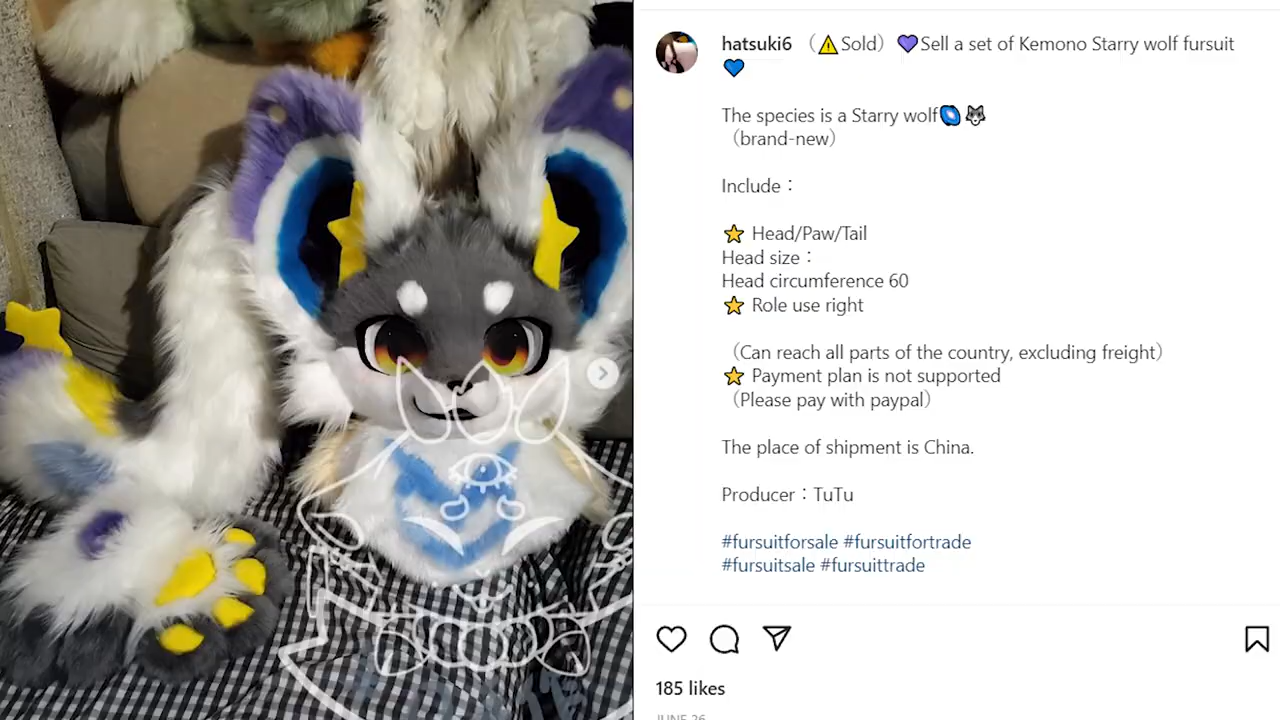 hatsuki6 （⚠Sold）💜Sell a set of Kemono Starry wolf fursuit
💙
The species is a Starry wolf🌌🐺
（brand-new）
Include：
⭐ Head/Paw/Tail
Head size：
Head circumference 60
⭐ Role use right
（Can reach all parts of the country, excluding freight）
⭐ Payment plan is not supported
（Please pay with paypal）
The place of shipment is China.
Producer：TuTu
#fursuitforsale #fursuitfortrade
#fursuitsale #fursuittrade
185 likes
JUNE 26